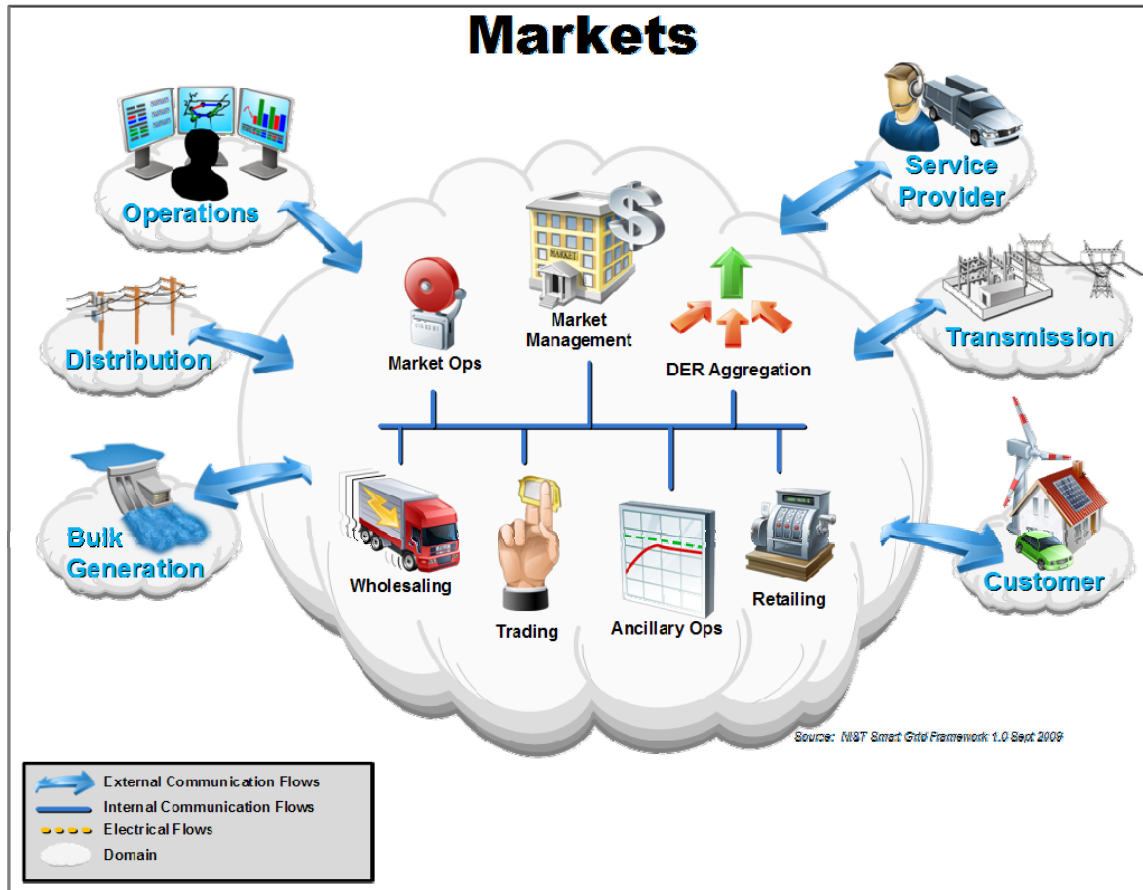 Markets
Operations
Service
Provider
Distribution
Transmission
Bulk
Generation
Customer
MARKET
Market Ops
Market
Management
DER Aggregation
Wholesaling
Trading
Ancillary Ops
Retailing
Source: NIST Smart Grid Framework 1.0 Sept 2009
External Communication Flows
Internal Communication Flows
Electrical Flows
Domain